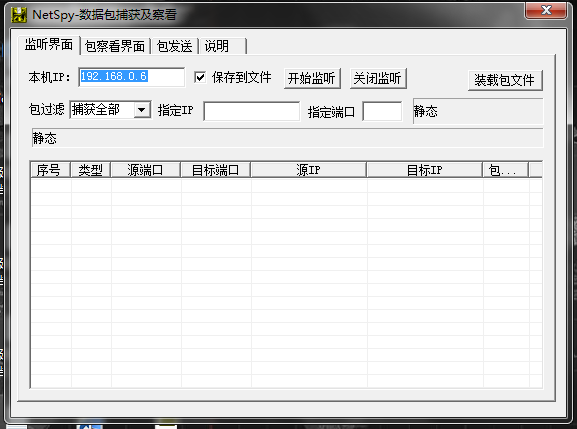 NetSpy-数据包捕获及察看
监听界面 包察看界面 包发送 说明
本机IP: 192.168.0.6 保存到文件 开始监听 关闭监听 装载包文件
包过滤 捕获全部 指定IP 指定端口 静态
静态
序号 类型 源端口 目标端口 源IP 目标IP 包...